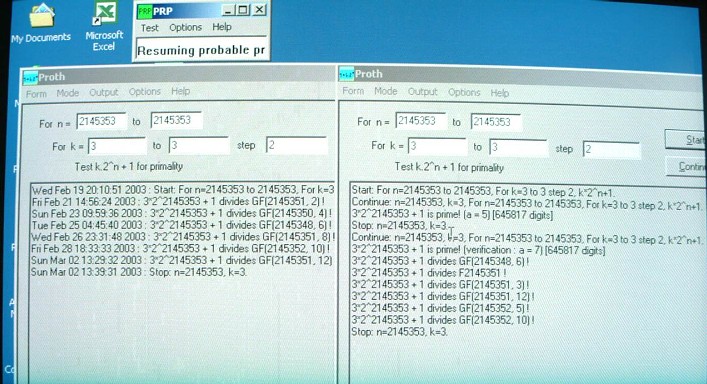 My Documents
Microsoft
Excel
PRP
PRP
Test Options Help
Resuming probable pr
Proth
Form Mode Output Options Help
For n = 2145353 to 2145353
For k = 3 to 3 step 2
Test k.2^n + 1 for primality
Wed Feb 19 20:10:51 2003 : Start: For n=2145353 to 2145353, For k=3
Fri Feb 21 14:56:24 2003 : 3*2^2145353 + 1 divides GF(2145351, 2) !
Sun Feb 23 09:59:36 2003 : 3*2^2145353 + 1 divides GF(2145350, 4) !
Tue Feb 25 04:45:40 2003 : 3*2^2145353 + 1 divides GF(2145348, 6) !
Wed Feb 26 23:31:48 2003 : 3*2^2145353 + 1 divides GF(2145351, 8) !
Fri Feb 28 18:33:33 2003 : 3*2^2145353 + 1 divides GF(2145352, 10) !
Sun Mar 02 13:29:32 2003 : 3*2^2145353 + 1 divides GF(2145351, 12)
Sun Mar 02 13:39:31 2003 : Stop: n=2145353, k=3.
Proth
Form Mode Output Options Help
For n = 2145353 to 2145353
For k = 3 to 3 step 2
Test k.2^n + 1 for primality
Start
Contin
Start: For n=2145353 to 2145353, For k=3 to 3 step 2, k*2^n+1.
Continue: n=2145353, k=3, For n=2145353 to 2145353, For k=3 to 3 step 2, k*2^n+1.
3*2^2145353 + 1 is prime! (a = 5) [645817 digits]
Stop: n=2145353, k=3.
Continue: n=2145353, k=3, For n=2145353 to 2145353, For k=3 to 3 step 2, k*2^n+1.
3*2^2145353 + 1 is prime! (verification : a = 7) [645817 digits]
3*2^2145353 + 1 divides GF(2145348, 6) !
3*2^2145353 + 1 divides F2145351 !
3*2^2145353 + 1 divides GF(2145351, 3) !
3*2^2145353 + 1 divides GF(2145351, 12) !
3*2^2145353 + 1 divides GF(2145352, 5) !
3*2^2145353 + 1 divides GF(2145352, 10) !
Stop: n=2145353, k=3.